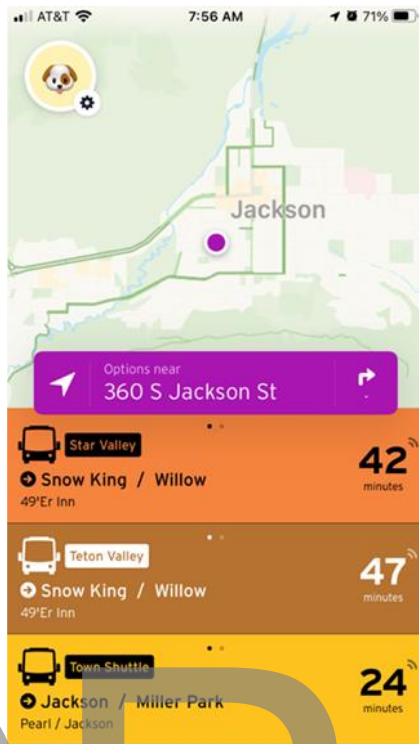 AT&T 7:56 AM 71%
Jackson
Options near
360 S Jackson St
Star Valley
Snow King / Willow
49'Er Inn
42
minutes
Teton Valley
Snow King / Willow
49'Er Inn
47
minutes
Town Shuttle
Jackson / Miller Park
Pearl / Jackson
24
minutes